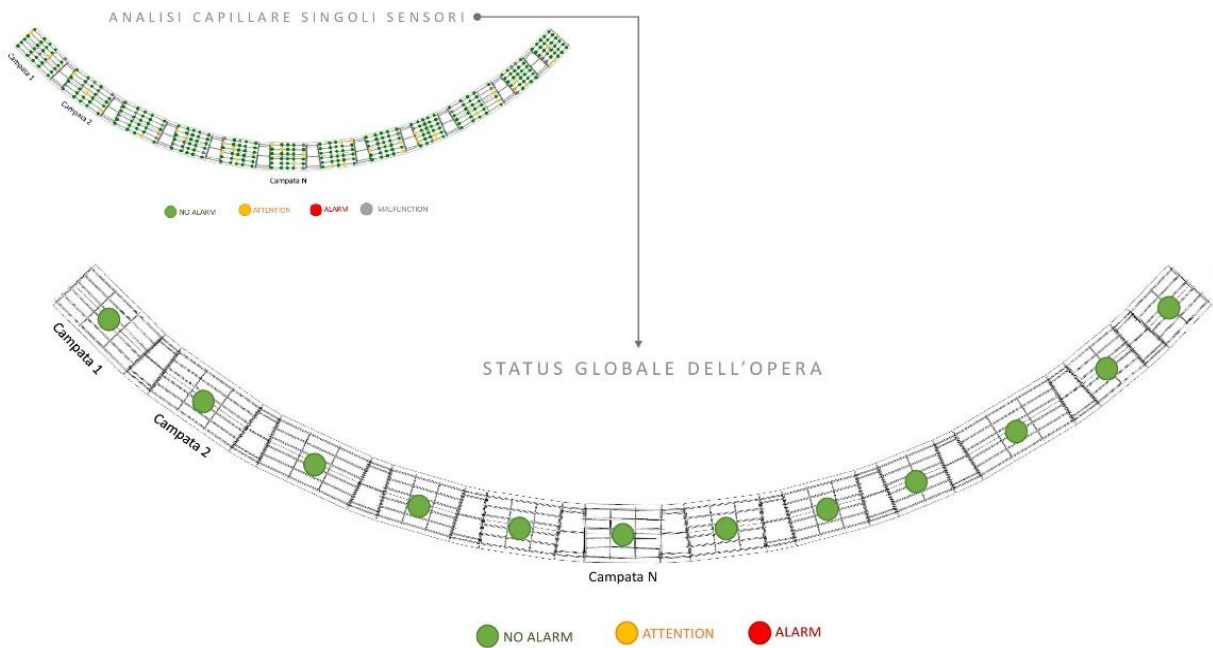 ANALISI CAPILLARE SINGOLI SENSORI
Campata 1
Campata 2
Campata N
NO ALARM
ATTENTION
ALARM
MALFUNCTION
STATUS GLOBALE DELL'OPERA
Campata 1
Campata 2
Campata N
NO ALARM
ATTENTION
ALARM